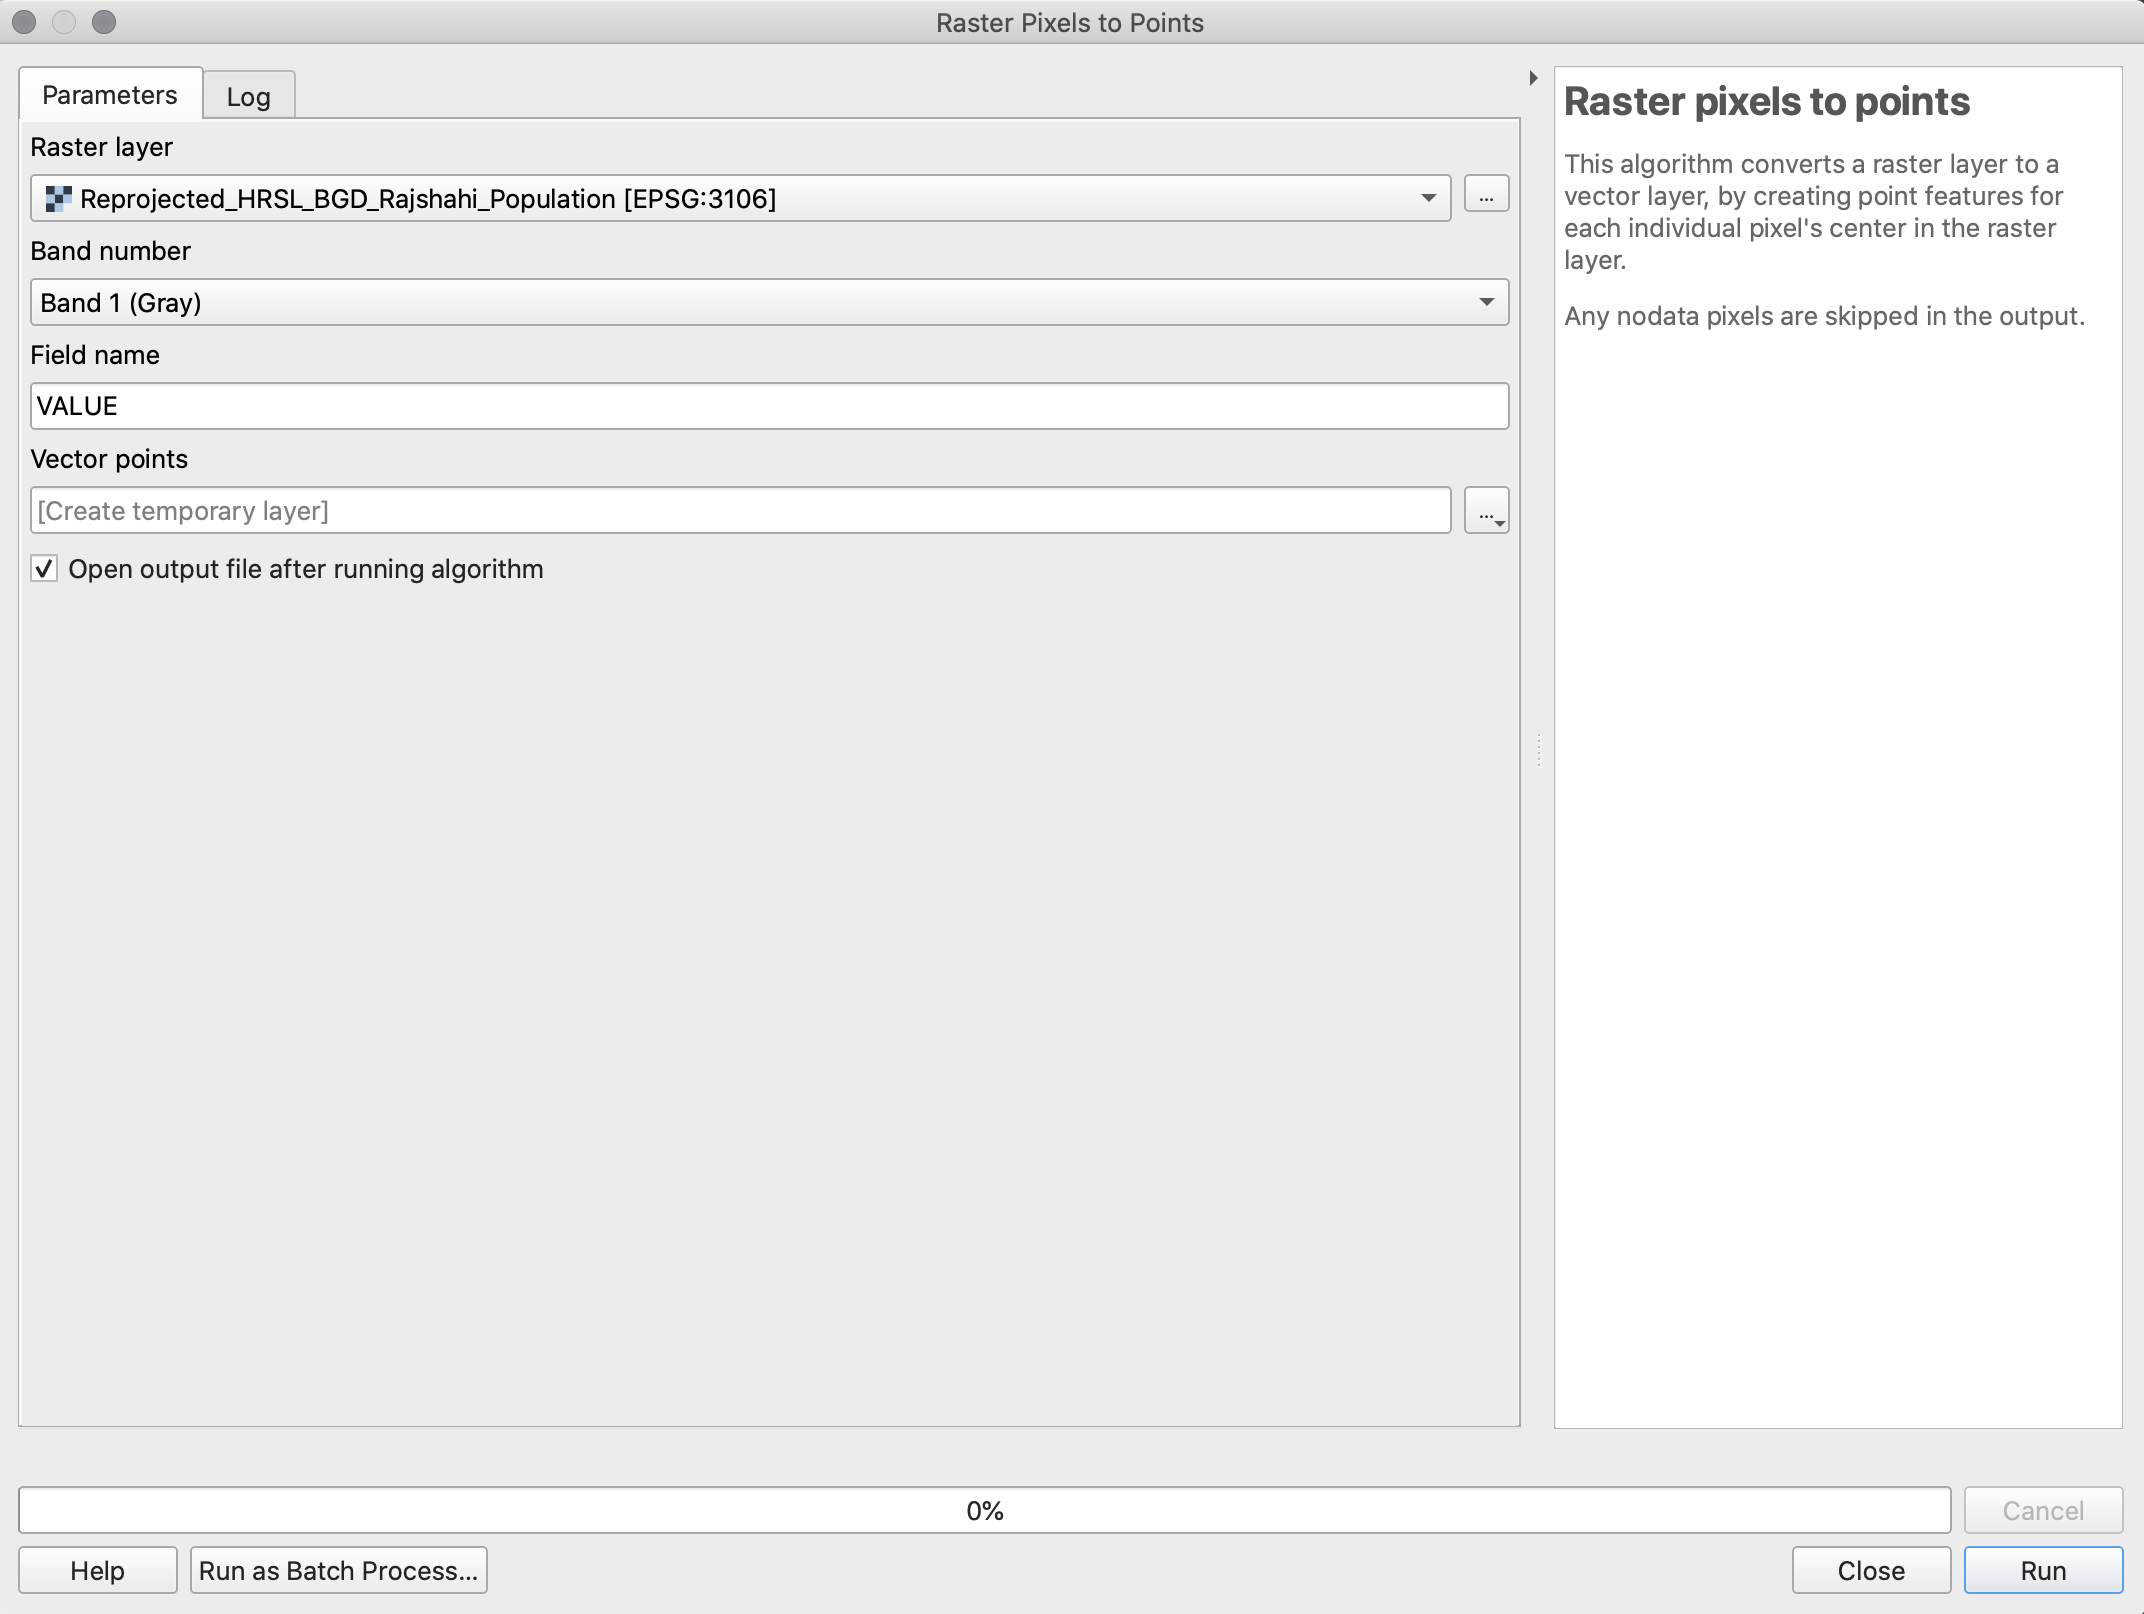 Raster Pixels to Points
Parameters
Log
Raster layer
Reprojected_HRSL_BGD_Rajshahi_Population [EPSG:3106]
...
Band number
Band 1 (Gray)
Field name
VALUE
Vector points
[Create temporary layer]
...
Open output file after running algorithm
Raster pixels to points
This algorithm converts a raster layer to a
vector layer, by creating point features for
each individual pixel's center in the raster
layer.
Any nodata pixels are skipped in the output.
0%
Cancel
Help
Run as Batch Process...
Close
Run